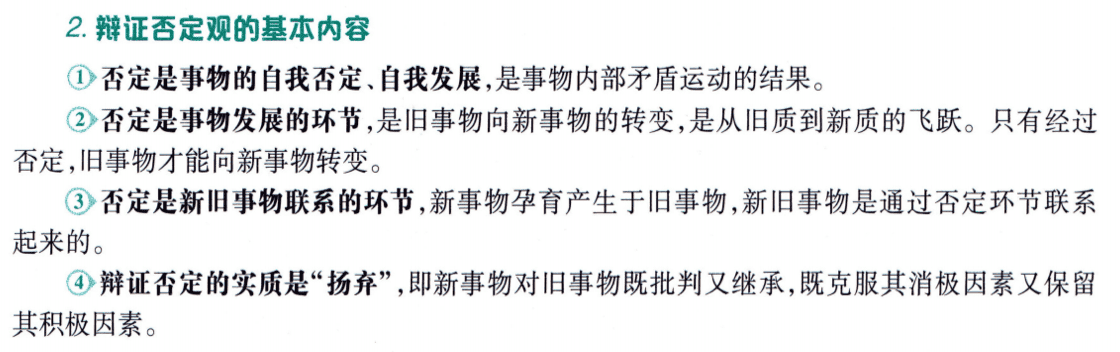 2. 辩证否定观的基本内容
①否定是事物的自我否定、自我发展,是事物内部矛盾运动的结果。
②否定是事物发展的环节,是旧事物向新事物的转变,是从旧质到新质的飞跃。只有经过
否定,旧事物才能向新事物转变。
③否定是新旧事物联系的环节,新事物孕育产生于旧事物,新旧事物是通过否定环节联系
起来的。
④辩证否定的实质是“扬弃”,即新事物对旧事物既批判又继承,既克服其消极因素又保留
其积极因素。